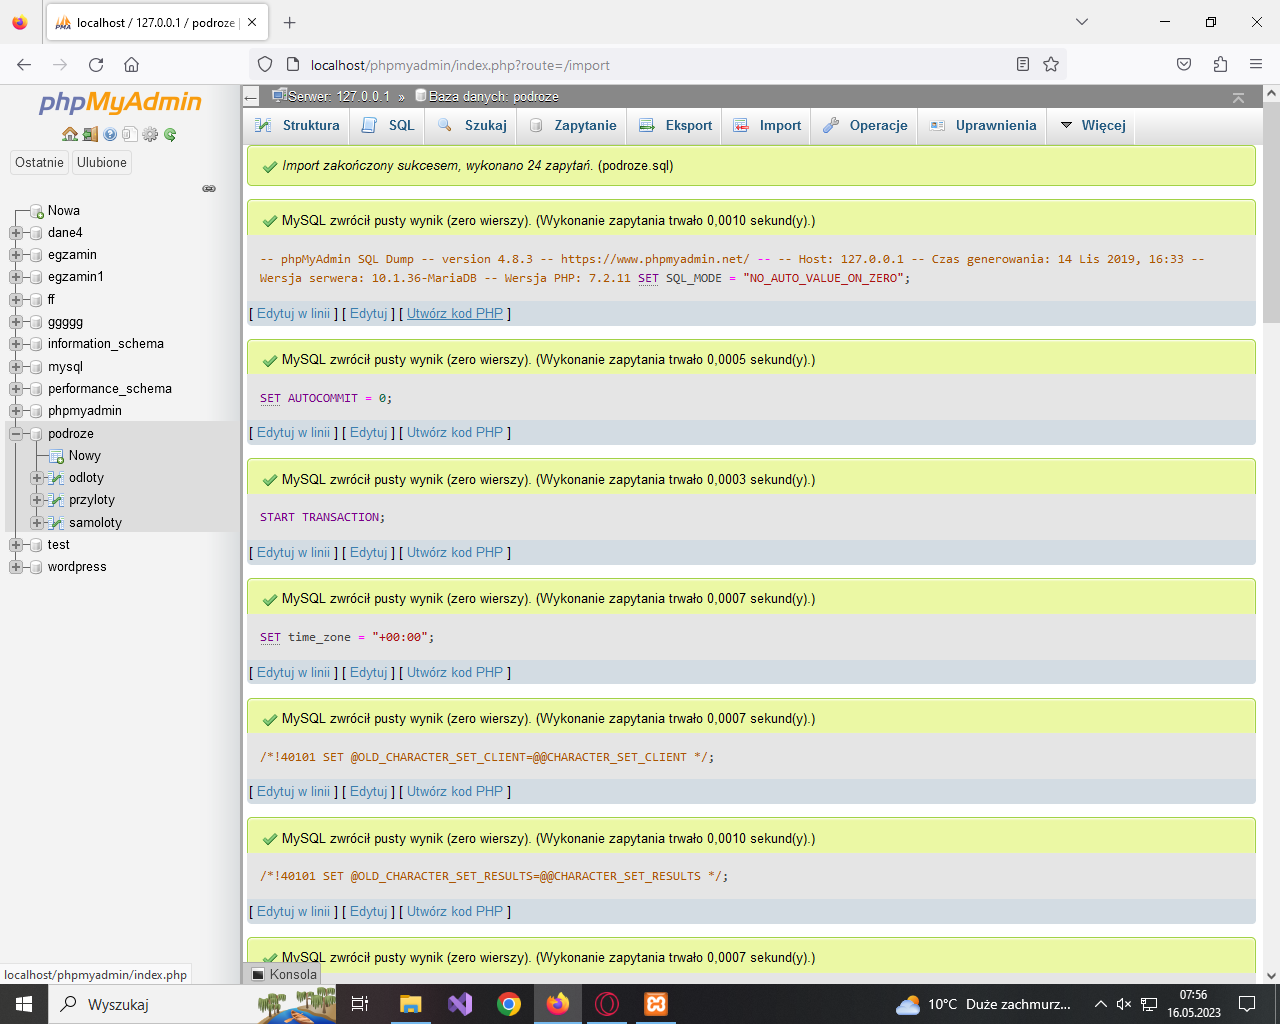 localhost / 127.0.0.1 / podroze |
localhost/phpmyadmin/index.php?route=/import
phpMyAdmin
Ostatnie Ulubione
Nowa
dane4
egzamin
egzamin1
ff
ggggg
information_schema
mysql
performance_schema
phpmyadmin
podroze
Nowy
odloty
przyloty
samoloty
test
wordpress
localhost/phpmyadmin/index.php
Serwer: 127.0.0.1 » Baza danych: podroze
Struktura SQL Szukaj Zapytanie Eksport Import Operacje Uprawnienia Więcej
Import zakończony sukcesem, wykonano 24 zapytań. (podroze.sql)
MySQL zwrócił pusty wynik (zero wierszy). (Wykonanie zapytania trwało 0,0010 sekund(y).)
-- phpMyAdmin SQL Dump -- version 4.8.3 -- https://www.phpmyadmin.net/ -- -- Host: 127.0.0.1 -- Czas generowania: 14 Lis 2019, 16:33 --
Wersja serwera: 10.1.36-MariaDB -- Wersja PHP: 7.2.11 SET SQL_MODE = "NO_AUTO_VALUE_ON_ZERO";
[ Edytuj w linii ] [ Edytuj ] [ Utwórz kod PHP ]
MySQL zwrócił pusty wynik (zero wierszy). (Wykonanie zapytania trwało 0,0005 sekund(y).)
SET AUTOCOMMIT = 0;
[ Edytuj w linii ] [ Edytuj ] [ Utwórz kod PHP ]
MySQL zwrócił pusty wynik (zero wierszy). (Wykonanie zapytania trwało 0,0003 sekund(y).)
START TRANSACTION;
[ Edytuj w linii ] [ Edytuj ] [ Utwórz kod PHP ]
MySQL zwrócił pusty wynik (zero wierszy). (Wykonanie zapytania trwało 0,0007 sekund(y).)
SET time_zone = "+00:00";
[ Edytuj w linii ] [ Edytuj ] [ Utwórz kod PHP ]
MySQL zwrócił pusty wynik (zero wierszy). (Wykonanie zapytania trwało 0,0007 sekund(y).)
/*!40101 SET @OLD_CHARACTER_SET_CLIENT=@@CHARACTER_SET_CLIENT */;
[ Edytuj w linii ] [ Edytuj ] [ Utwórz kod PHP ]
MySQL zwrócił pusty wynik (zero wierszy). (Wykonanie zapytania trwało 0,0010 sekund(y).)
/*!40101 SET @OLD_CHARACTER_SET_RESULTS=@@CHARACTER_SET_RESULTS */;
[ Edytuj w linii ] [ Edytuj ] [ Utwórz kod PHP ]
MySQL zwrócił pusty wynik (zero wierszy). (Wykonanie zapytania trwało 0,0007 sekund(y).)
Konsola
Wyszukaj
10°C Duże zachmurz...
07:56
16.05.2023